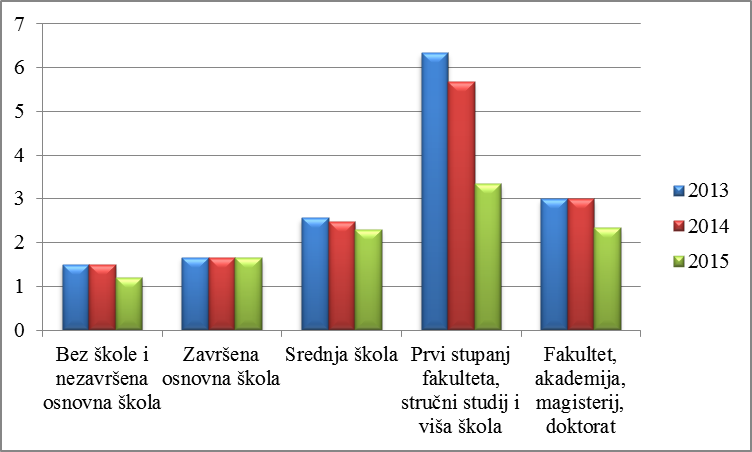 7
6
5
4
3
2
1
0
Bez škole i
nezavršena
osnovna škola
Završena
osnovna škola
Srednja škola
Prvi stupanj
fakulteta,
stručni studij i
viša škola
Fakultet,
akademija,
magisterij,
doktorat
2013
2014
2015